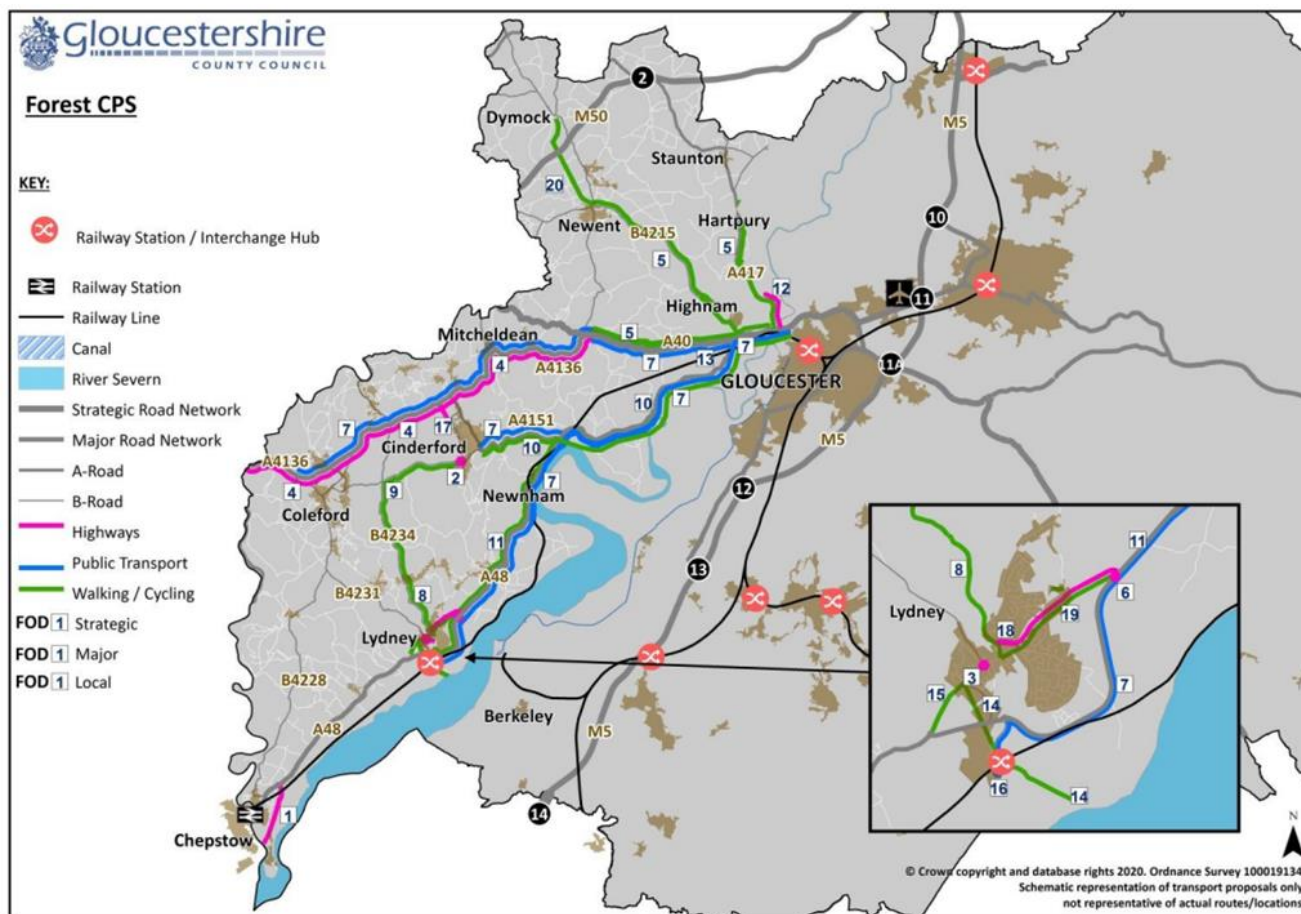 Gloucestershire
COUNTY COUNCIL
Forest CPS
KEY:
Railway Station / Interchange Hub
Railway Station
Railway Line
Canal
River Severn
Strategic Road Network
Major Road Network
A-Road
B-Road
Highways
Public Transport
Walking / Cycling
FOD 1 Strategic
FOD 1 Major
FOD 1 Local
2
M50
Dymock
Staunton
M5
20
Newent
Hartpury
10
B4215
5
5
A417
12
11
Highnam
Mitcheldean
5
A40
7
4
A4136
7
13
GLOUCESTER
11A
10
7
M5
7
4
17
A4151
7
Cinderford
10
A4136
4
2
9
Newnham
7
12
Coleford
B4234
11
13
A48
B4231
8
Lydney
B4228
Berkeley
A48
M5
14
1
Chepstow
11
8
6
Lydney
18
19
3
7
15
14
16
14
N
© Crown copyright and database rights 2020. Ordnance Survey 100019134
Schematic representation of transport proposals only
not representative of actual routes/locations